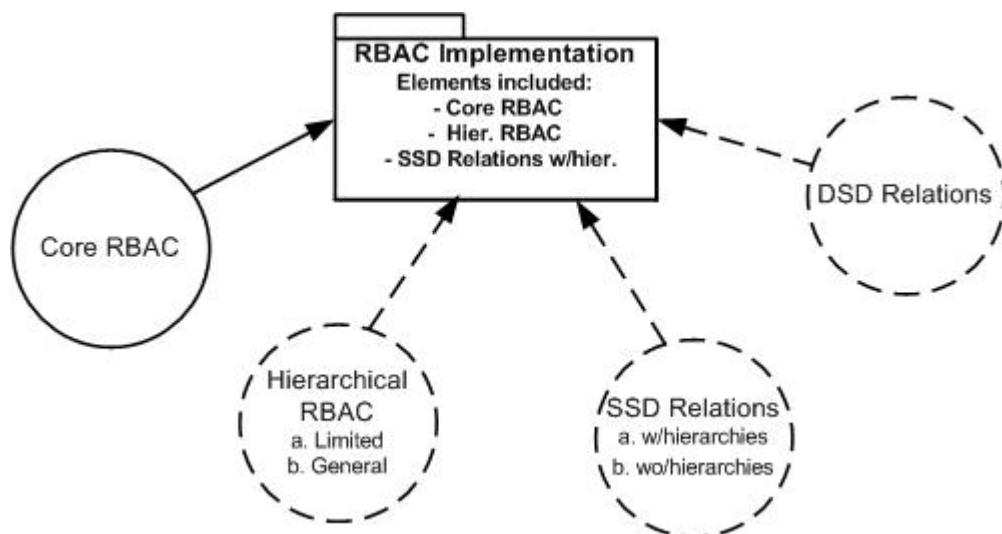 RBAC Implementation
Elements included:
- Core RBAC
- Hier. RBAC
- SSD Relations w/hier.
Core RBAC
DSD Relations
Hierarchical
RBAC
a. Limited
b. General
SSD Relations
a. w/hierarchies
b. wo/hierarchies